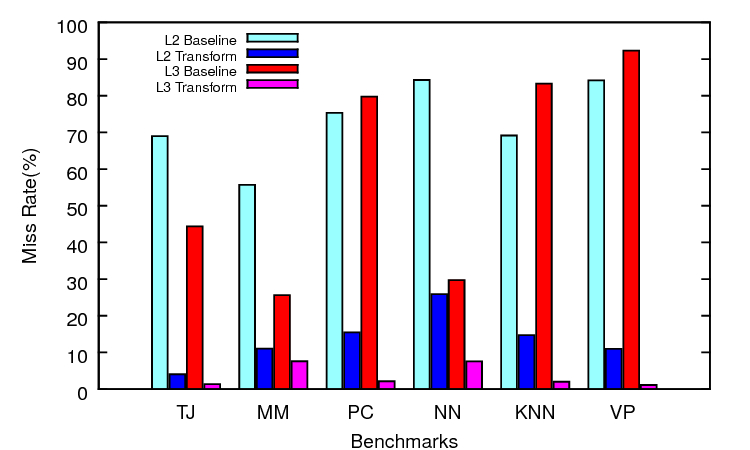 100
90
80
70
60
50
40
30
20
10
0
Miss Rate(%)
L2 Baseline
L2 Transform
L3 Baseline
L3 Transform
TJ MM PC NN KNN VP
Benchmarks